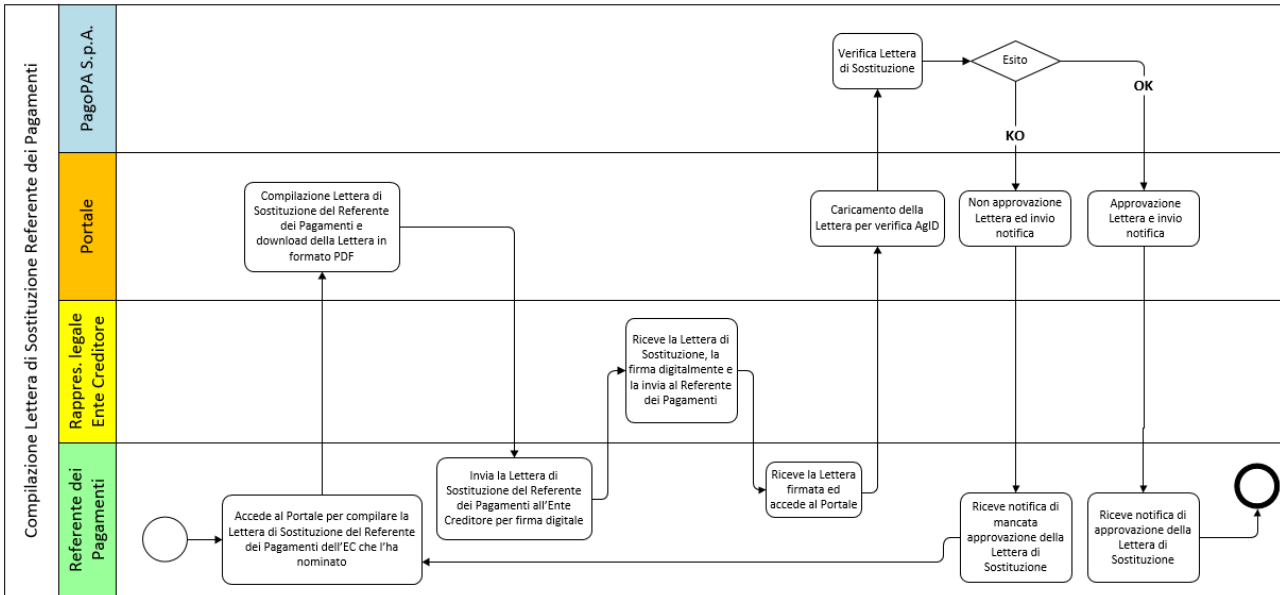 Compilazione Lettera di Sostituzione Referente dei Pagamenti
PagoPA S.p.A.
Verifica Lettera
di Sostituzione
Esito
OK
KO
Portale
Compilazione Lettera di
Sostituzione del Referente
dei Pagamenti e
download della Lettera in
formato PDF
Caricamento della
Lettera per verifica AgID
Non approvazione
Lettera ed invio
notifica
Approvazione
Lettera e invio
notifica
Rappres. legale
Ente Creditore
Riceve la Lettera di
Sostituzione, la
firma digitalmente e
la invia al Referente
dei Pagamenti
Referente dei
Pagamenti
Accede al Portale per compilare la
Lettera di Sostituzione del Referente
dei Pagamenti dell'EC che l'ha
nominato
Invia la Lettera di
Sostituzione del Referente
dei Pagamenti all'Ente
Creditore per firma digitale
Riceve la Lettera
firmata ed
accede al Portale
Riceve notifica di
mancata
approvazione della
Lettera di
Sostituzione
Riceve notifica di
approvazione della
Lettera di
Sostituzione